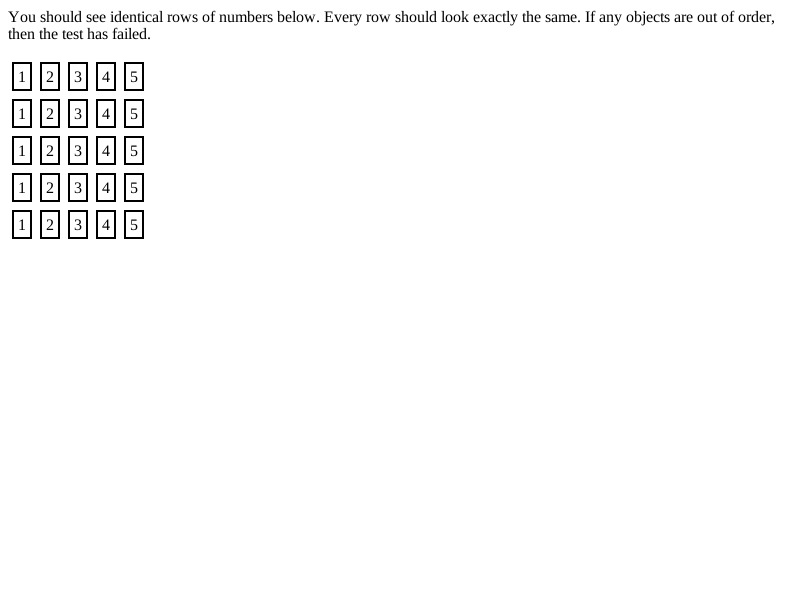 You should see identical rows of numbers below. Every row should look exactly the same. If any objects are out of order,
then the test has failed.
1 2 3 4 5
1 2 3 4 5
1 2 3 4 5
1 2 3 4 5
1 2 3 4 5